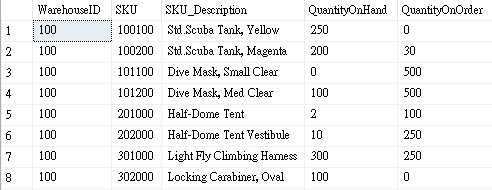 WarehouseID SKU SKU_Description QuantityOnHand QuantityOnOrder
1 100 100100 Std.Scuba Tank, Yellow 250 0
2 100 100200 Std.Scuba Tank, Magenta 200 30
3 100 101100 Dive Mask, Small Clear 0 500
4 100 101200 Dive Mask, Med Clear 100 500
5 100 201000 Half-Dome Tent 2 100
6 100 202000 Half-Dome Tent Vestibule 10 250
7 100 301000 Light Fly Climbing Harness 300 250
8 100 302000 Locking Carabiner, Oval 100 0